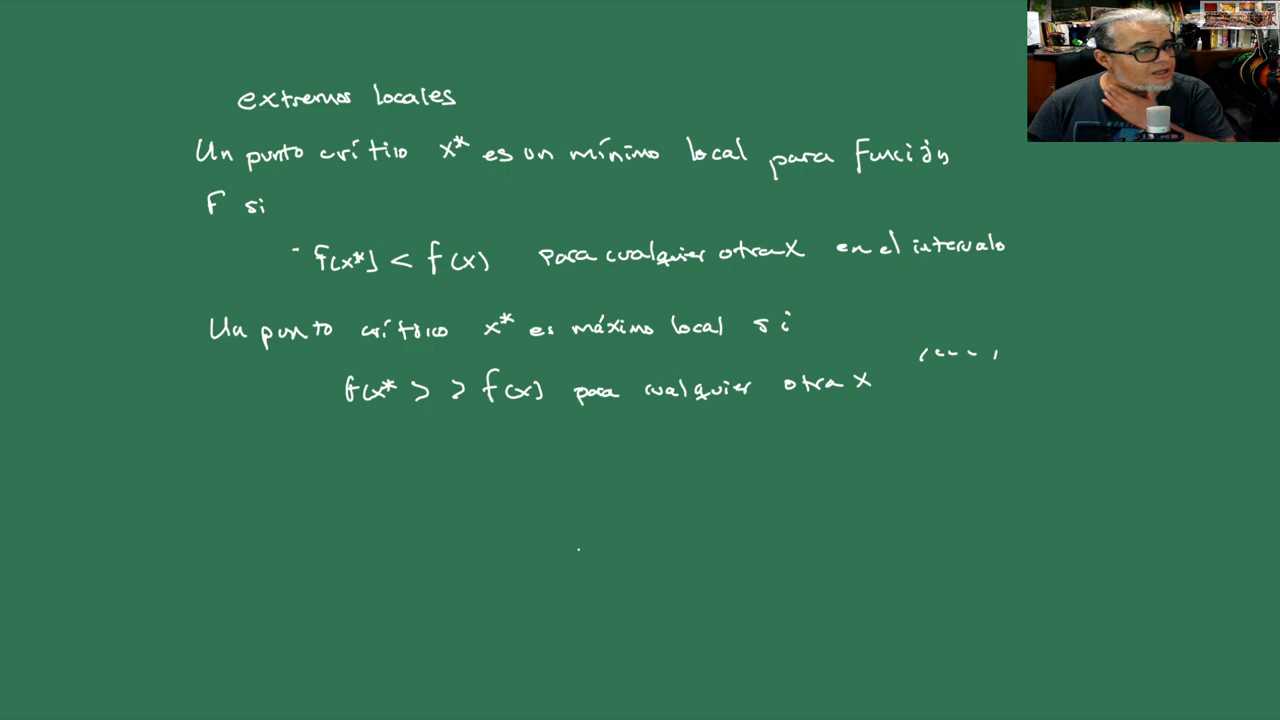 extremos locales
Un punto crítico x* es un mínimo local para función
f si
- f(x*) < f(x) para cualquier otra x en el intervalo
Un punto crítico x* es máximo local si
f(x* > > f(x) para cualquier otra x